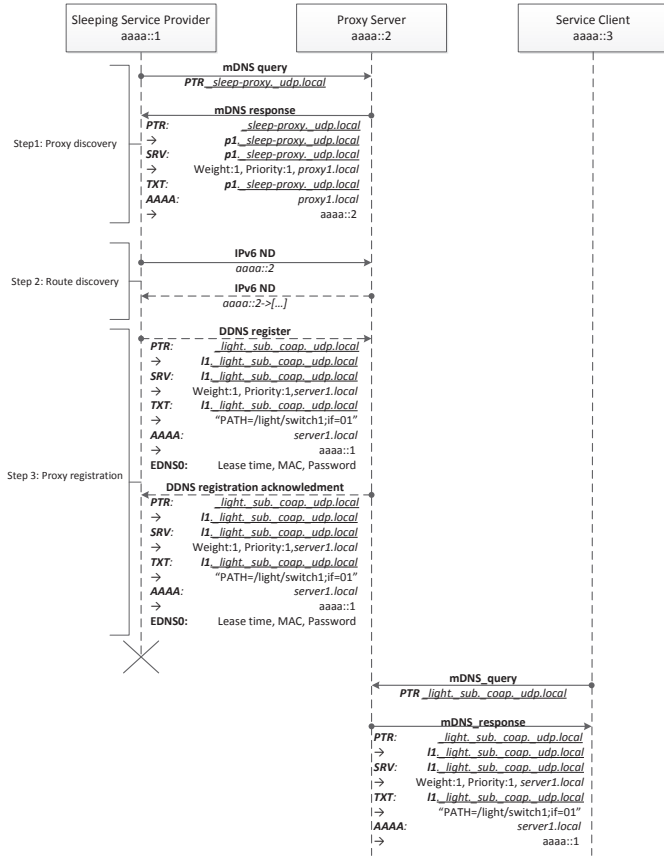 Sleeping Service Provider
aaaa::1
Proxy Server
aaaa::2
Service Client
aaaa::3
Step1: Proxy discovery
mDNS query
PTR _sleep-proxy._udp.local
mDNS response
PTR: _sleep-proxy._udp.local
→ p1._sleep-proxy._udp.local
SRV: p1._sleep-proxy._udp.local
→ Weight:1, Priority:1, proxy1.local
TXT: p1._sleep-proxy._udp.local
AAAA: proxy1.local
→ aaaa::2
Step 2: Route discovery
IPv6 ND
aaaa::2
IPv6 ND
aaaa::2->[...]
Step 3: Proxy registration
DDNS register
PTR: _light._sub._coap._udp.local
→ l1._light._sub._coap._udp.local
SRV: l1._light._sub._coap._udp.local
→ Weight:1, Priority:1,server1.local
TXT: l1._light._sub._coap._udp.local
→ “PATH=/light/switch1;if=01”
AAAA: server1.local
→ aaaa::1
EDNS0: Lease time, MAC, Password
DDNS registration acknowledment
PTR: _light._sub._coap._udp.local
→ l1._light._sub._coap._udp.local
SRV: l1._light._sub._coap._udp.local
→ Weight:1, Priority:1,server1.local
TXT: l1._light._sub._coap._udp.local
→ “PATH=/light/switch1;if=01”
AAAA: server1.local
→ aaaa::1
EDNS0: Lease time, MAC, Password
mDNS_query
PTR _light._sub._coap._udp.local
mDNS_response
PTR: _light._sub._coap._udp.local
→ l1._light._sub._coap._udp.local
SRV: l1._light._sub._coap._udp.local
→ Weight:1, Priority:1, server1.local
TXT: l1._light._sub._coap._udp.local
→ “PATH=/light/switch1;if=01”
AAAA: server1.local
→ aaaa::1